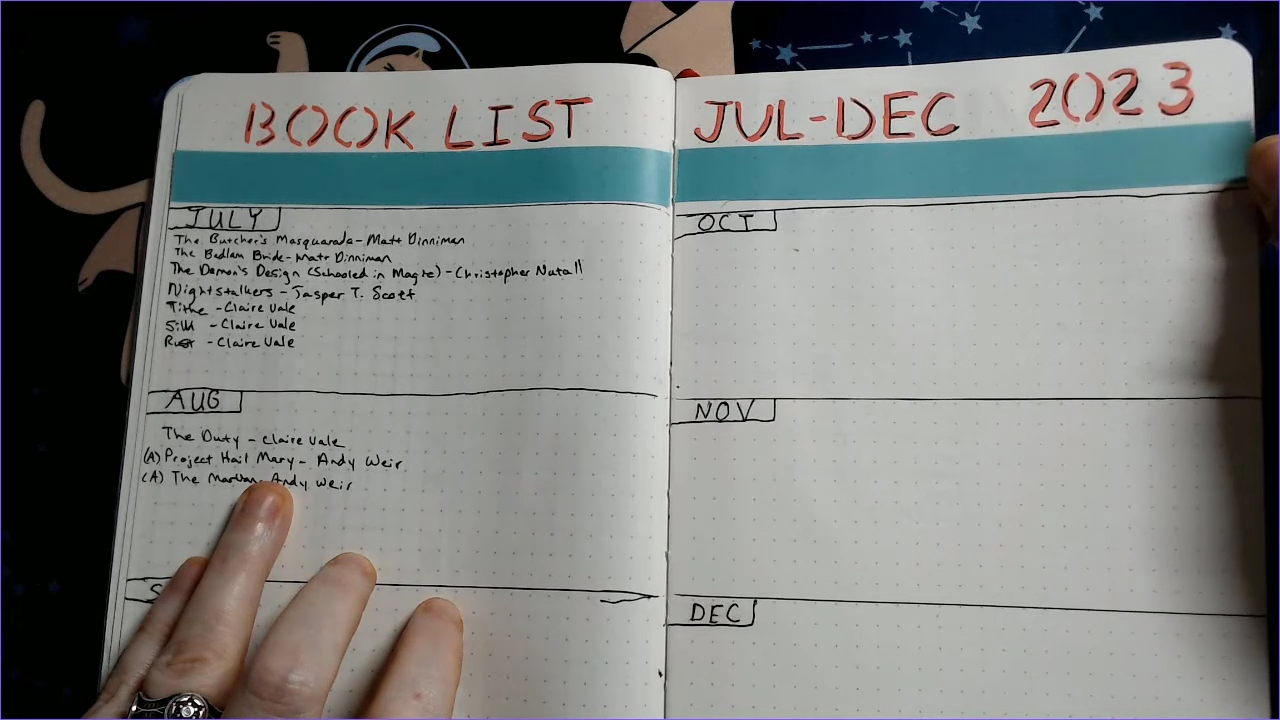 BOOK LIST
JULY
The Butcher's Masquarade - Matt Dinniman
The Bedlam Bride - Matt Dinniman
The Demon's Design (Schooled in Magic) - Christopher Nutall
Nightstalkers - Jasper T. Scott
Tithe - Claire Vale
Silk - Claire Vale
Rust - Claire Vale
AUG
The Duty - Claire Vale
(A) Project Hail Mary - Andy Weir
(A) The Martian - Andy Weir
JUL-DEC 2023
OCT
NOV
DEC